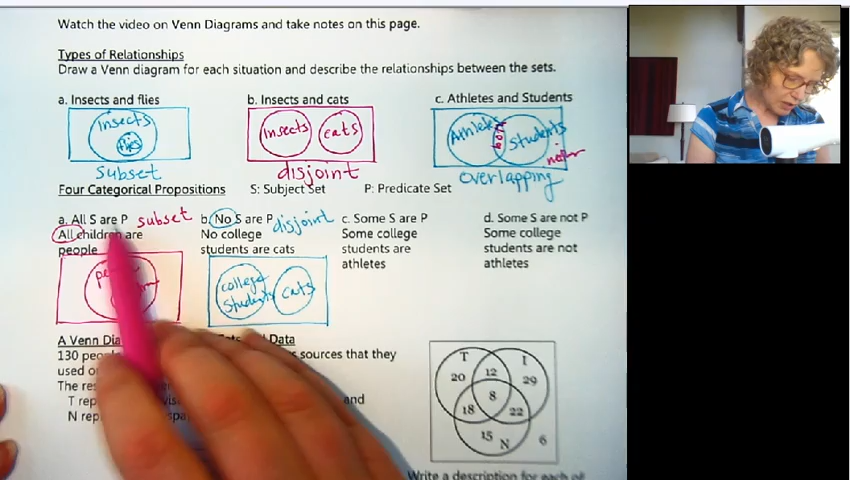 Watch the video on Venn Diagrams and take notes on this page.
Types of Relationships
Draw a Venn diagram for each situation and describe the relationships between the sets.
a. Insects and flies
b. Insects and cats
c. Athletes and Students
insects
flies
subset
insects
cats
disjoint
Athletes
both
Students
neither
overlapping
Four Categorical Propositions
S: Subject Set
P: Predicate Set
a. All S are P
subset
All children are
people
b. No S are P
disjoint
No college
students are cats
c. Some S are P
Some college
students are
athletes
d. Some S are not P
Some college
students are not
athletes
college
students
cats
A Venn
Data
130
sources that they
used
The
T rep
and
N rep
T
I
20
12
29
8
18
22
15
N
6
Write a description for each of